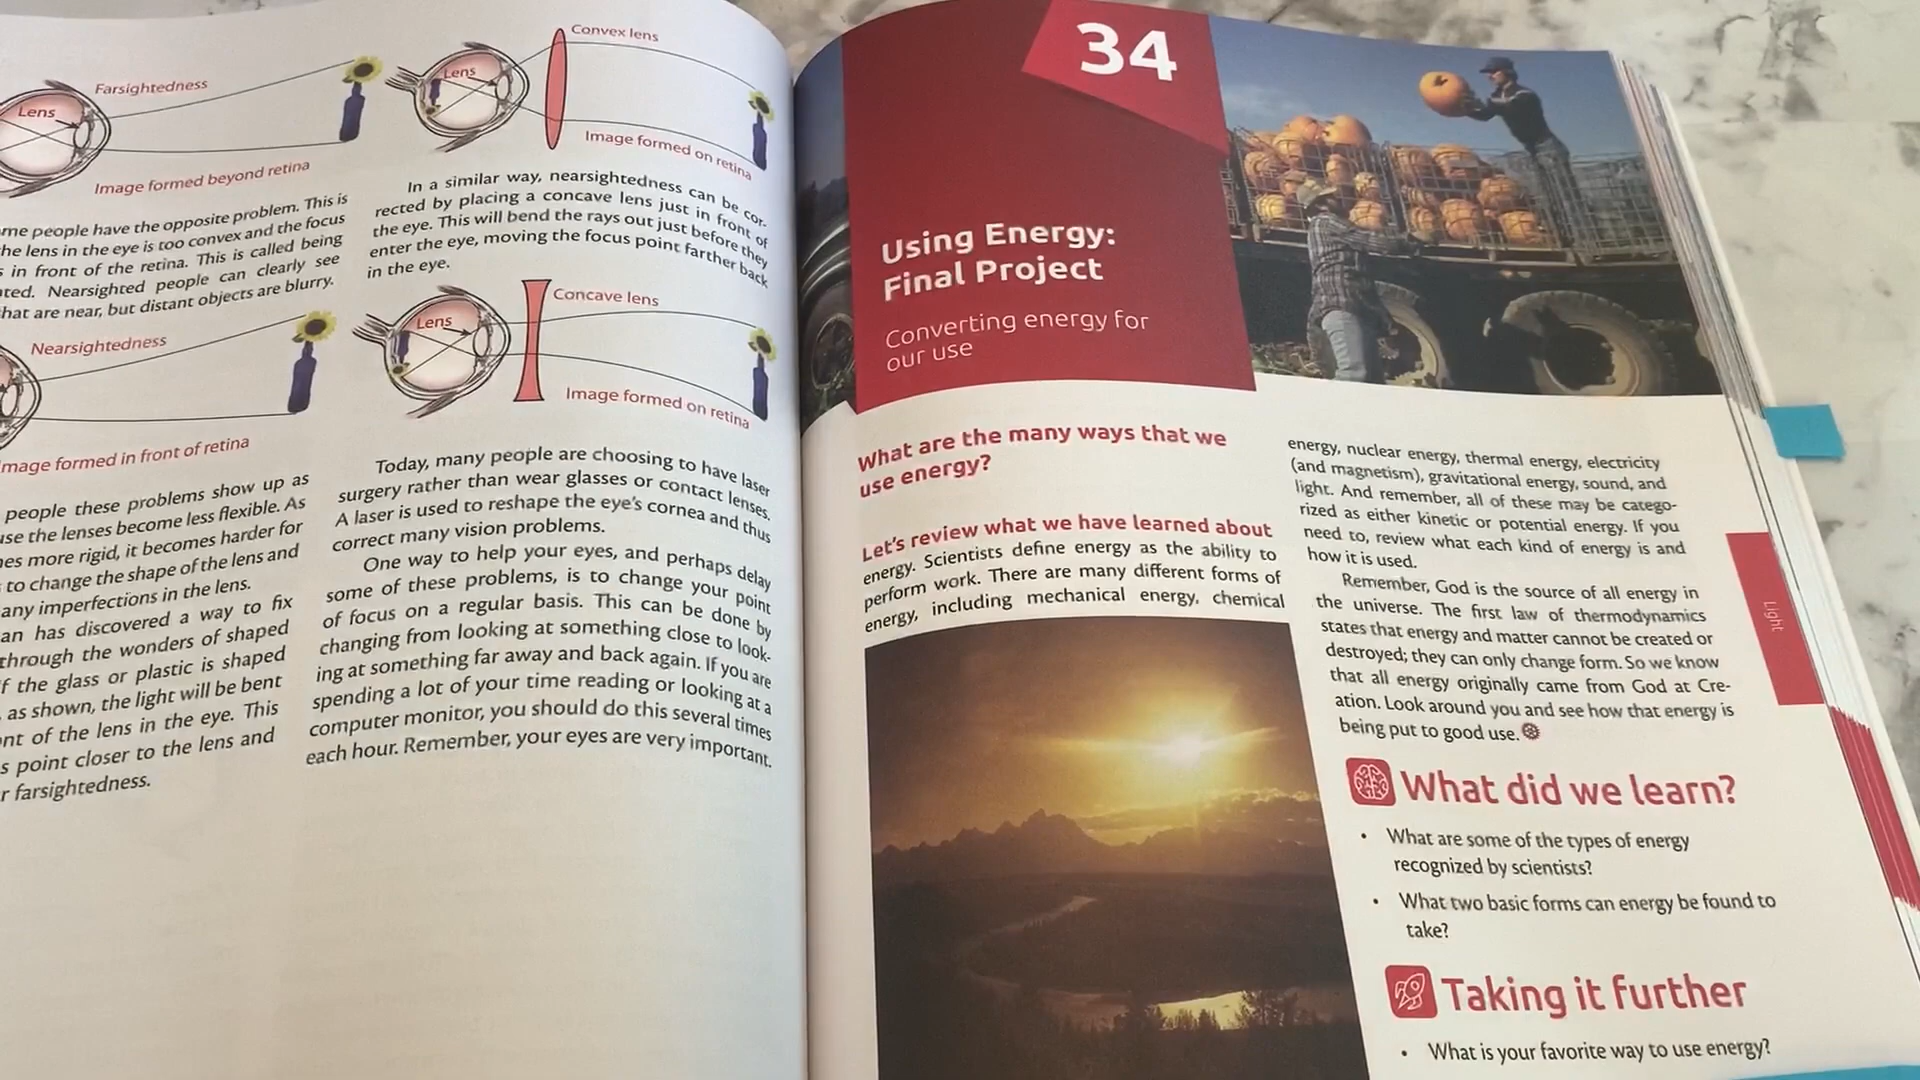 Farsightedness
Lens
Image formed beyond retina
me people have the opposite problem. This is
he lens in the eye is too convex and the focus
s in front of the retina. This is called being
ted. Nearsighted people can clearly see
hat are near, but distant objects are blurry.
Nearsightedness
mage formed in front of retina
people these problems show up as
use the lenses become less flexible. As
nes more rigid, it becomes harder for
to change the shape of the lens and
any imperfections in the lens.
an has discovered a way to fix
through the wonders of shaped
f the glass or plastic is shaped
, as shown, the light will be bent
nt of the lens in the eye. This
s point closer to the lens and
r farsightedness.
Convex lens
Lens
Image formed on retina
In a similar way, nearsightedness can be cor-
rected by placing a concave lens just in front of
the eye. This will bend the rays out just before they
enter the eye, moving the focus point farther back
in the eye.
Concave lens
Lens
Image formed on retina
Today, many people are choosing to have laser
surgery rather than wear glasses or contact lenses.
A laser is used to reshape the eye's cornea and thus
correct many vision problems.
One way to help your eyes, and perhaps delay
some of these problems, is to change your point
of focus on a regular basis. This can be done by
changing from looking at something close to look-
ing at something far away and back again. If you are
spending a lot of your time reading or looking at a
computer monitor, you should do this several times
each hour. Remember, your eyes are very important.
34
Using Energy:
Final Project
Converting energy for
our use
What are the many ways that we
use energy?
Let's review what we have learned about
energy. Scientists define energy as the ability to
perform work. There are many different forms of
energy, including mechanical energy, chemical
energy, nuclear energy, thermal energy, electricity
(and magnetism), gravitational energy, sound, and
light. And remember, all of these may be catego-
rized as either kinetic or potential energy. If you
need to, review what each kind of energy is and
how it is used.
Remember, God is the source of all energy in
the universe. The first law of thermodynamics
states that energy and matter cannot be created or
destroyed; they can only change form. So we know
that all energy originally came from God at Cre-
ation. Look around you and see how that energy is
being put to good use.
What did we learn?
• What are some of the types of energy
recognized by scientists?
• What two basic forms can energy be found to
take?
Taking it further
• What is your favorite way to use energy?
Light